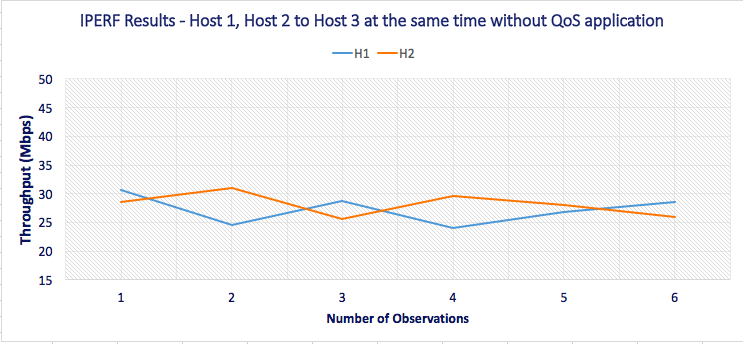 IPERF Results - Host 1, Host 2 to Host 3 at the same time without QoS application
H1 H2
Throughput (Mbps)
50
45
40
35
30
25
20
15
1 2 3 4 5 6
Number of Observations